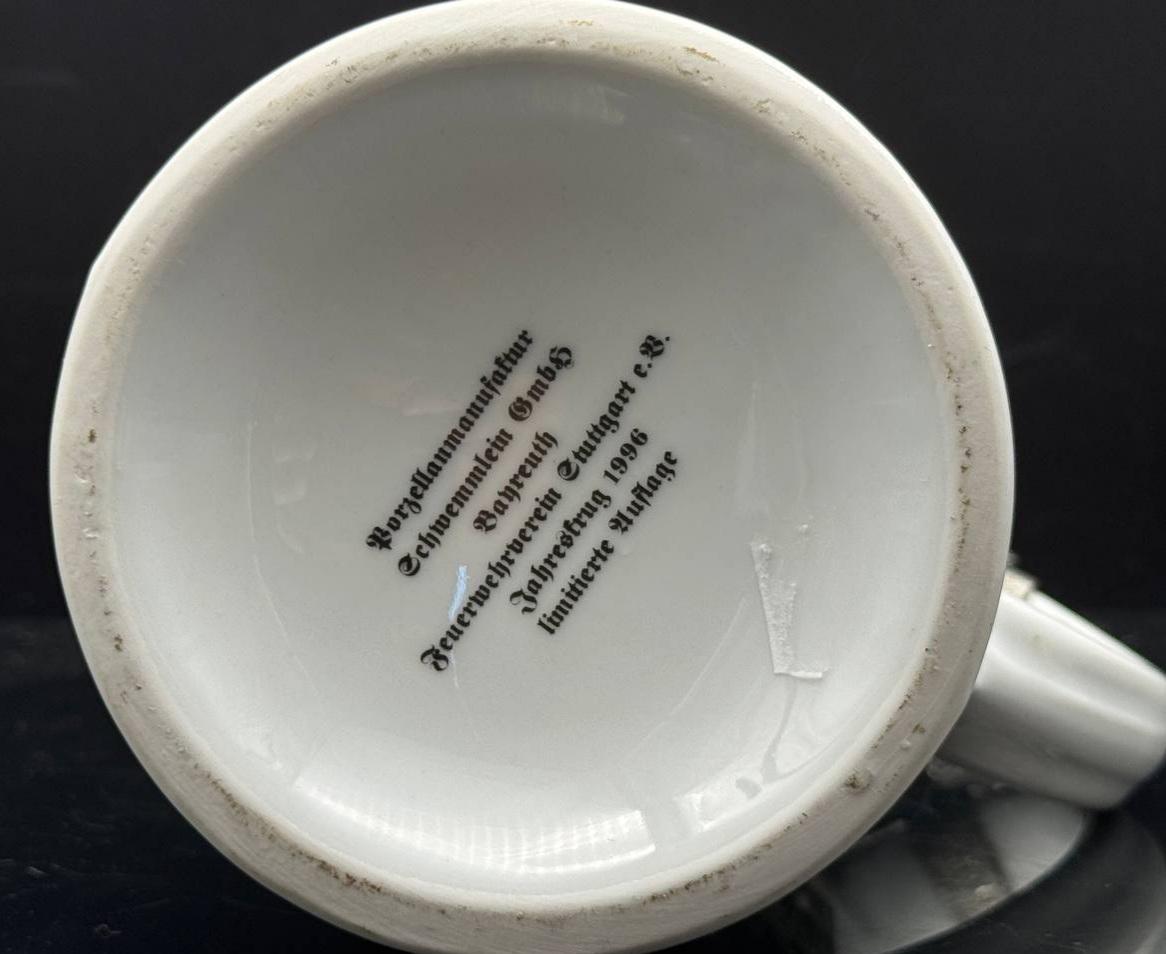 Porzellanmanufaktur
Schwemmlein GmbH
Bayreuth
Feuerwehrverein Stuttgart e.V.
Jahreskrug 1996
limitierte Auflage